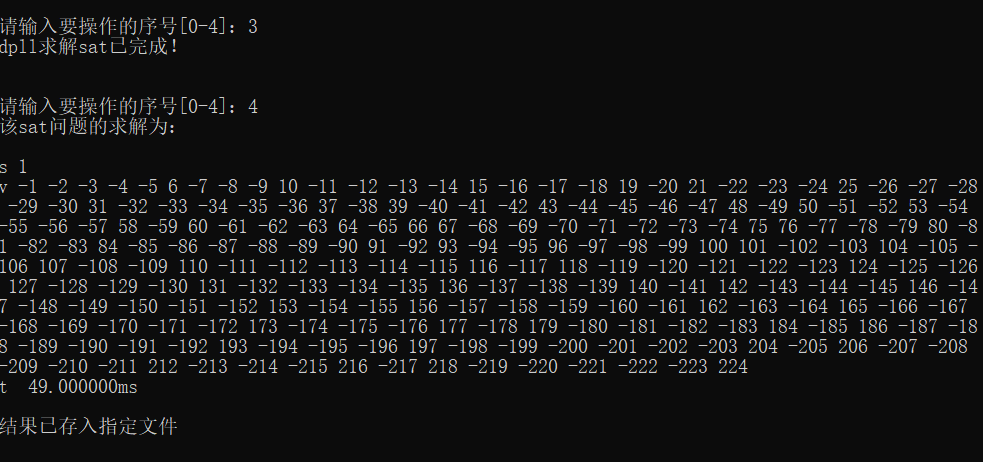 请输入要操作的序号[0-4]: 3
dpll求解sat已完成!
请输入要操作的序号[0-4]: 4
该sat问题的求解为:
s 1
v -1 -2 -3 -4 -5 6 -7 -8 -9 10 -11 -12 -13 -14 15 -16 -17 -18 19 -20 21 -22 -23 -24 25 -26 -27 -28
-29 -30 31 -32 -33 -34 -35 -36 37 -38 39 -40 -41 -42 43 -44 -45 -46 -47 48 -49 50 -51 -52 53 -54
-55 -56 -57 58 -59 60 -61 -62 -63 64 -65 66 67 -68 -69 -70 -71 -72 -73 -74 75 76 -77 -78 -79 80 -8
1 -82 -83 84 -85 -86 -87 -88 -89 -90 91 -92 93 -94 -95 96 -97 -98 -99 100 101 -102 -103 104 -105 -
106 107 -108 -109 110 -111 -112 -113 -114 -115 116 -117 118 -119 -120 -121 -122 -123 124 -125 -126
127 -128 -129 -130 131 -132 -133 -134 -135 136 -137 -138 -139 140 -141 142 -143 -144 -145 146 -14
7 -148 -149 -150 -151 -152 153 -154 -155 156 -157 -158 -159 -160 -161 162 -163 -164 165 -166 -167
-168 -169 -170 -171 -172 173 -174 -175 -176 177 -178 179 -180 -181 -182 -183 184 -185 186 -187 -18
8 -189 -190 -191 -192 193 -194 -195 -196 197 -198 -199 -200 -201 -202 -203 204 -205 206 -207 -208
-209 -210 -211 212 -213 -214 -215 216 -217 218 -219 -220 -221 -222 -223 224
t  49.000000ms
结果已存入指定文件